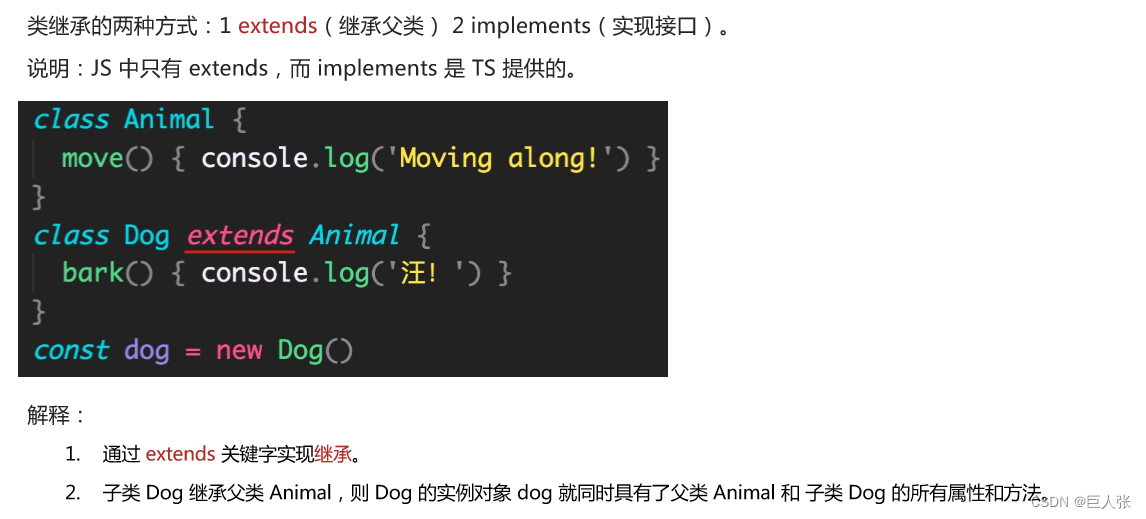 类继承的两种方式：1 extends（继承父类） 2 implements（实现接口）。
说明：JS 中只有 extends，而 implements 是 TS 提供的。
class Animal {
move() { console.log('Moving along!') }
}
class Dog extends Animal {
bark() { console.log('汪！') }
}
const dog = new Dog()
解释：
1. 通过 extends 关键字实现继承。
2. 子类 Dog 继承父类 Animal，则 Dog 的实例对象 dog 就同时具有了父类 Animal 和 子类 Dog 的所有属性和方法。
CSDN @巨人张